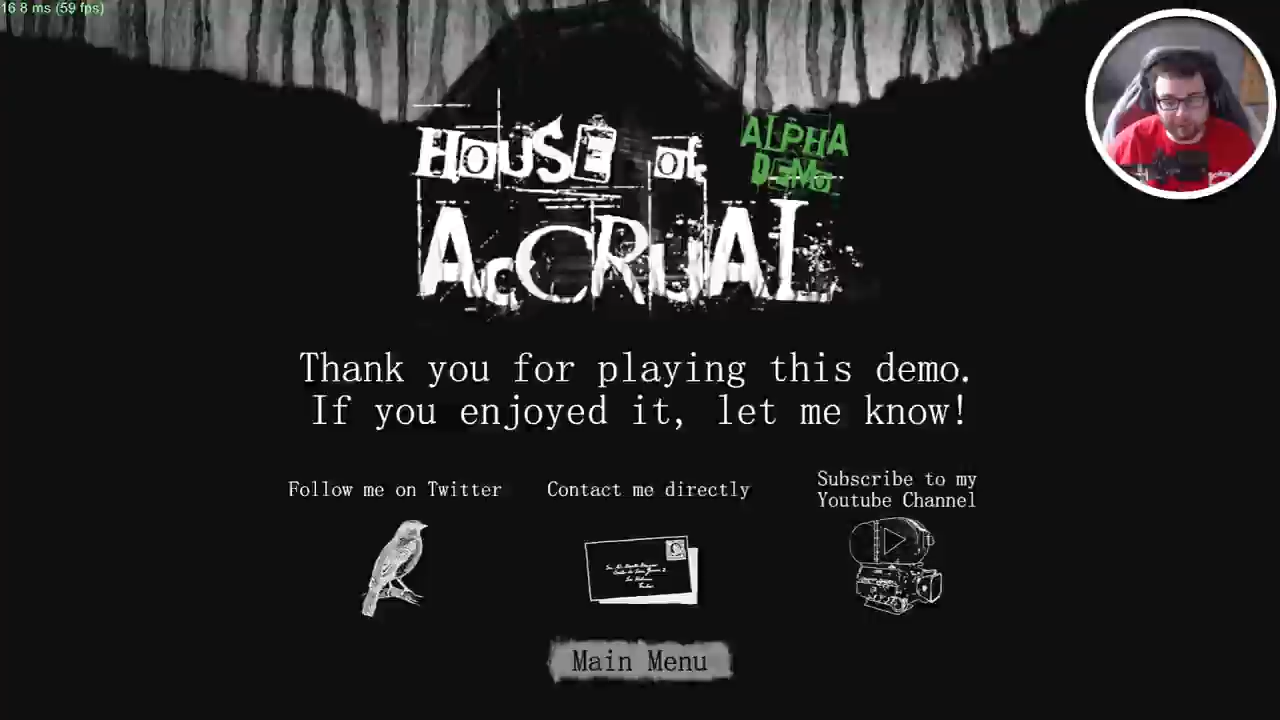 16 8 ms (59 fps)
HOUSE of
ALPHA
DEMo
AcCRUAL
Thank you for playing this demo.
If you enjoyed it, let me know!
Follow me on Twitter
Contact me directly
Subscribe to my
Youtube Channel
Main Menu